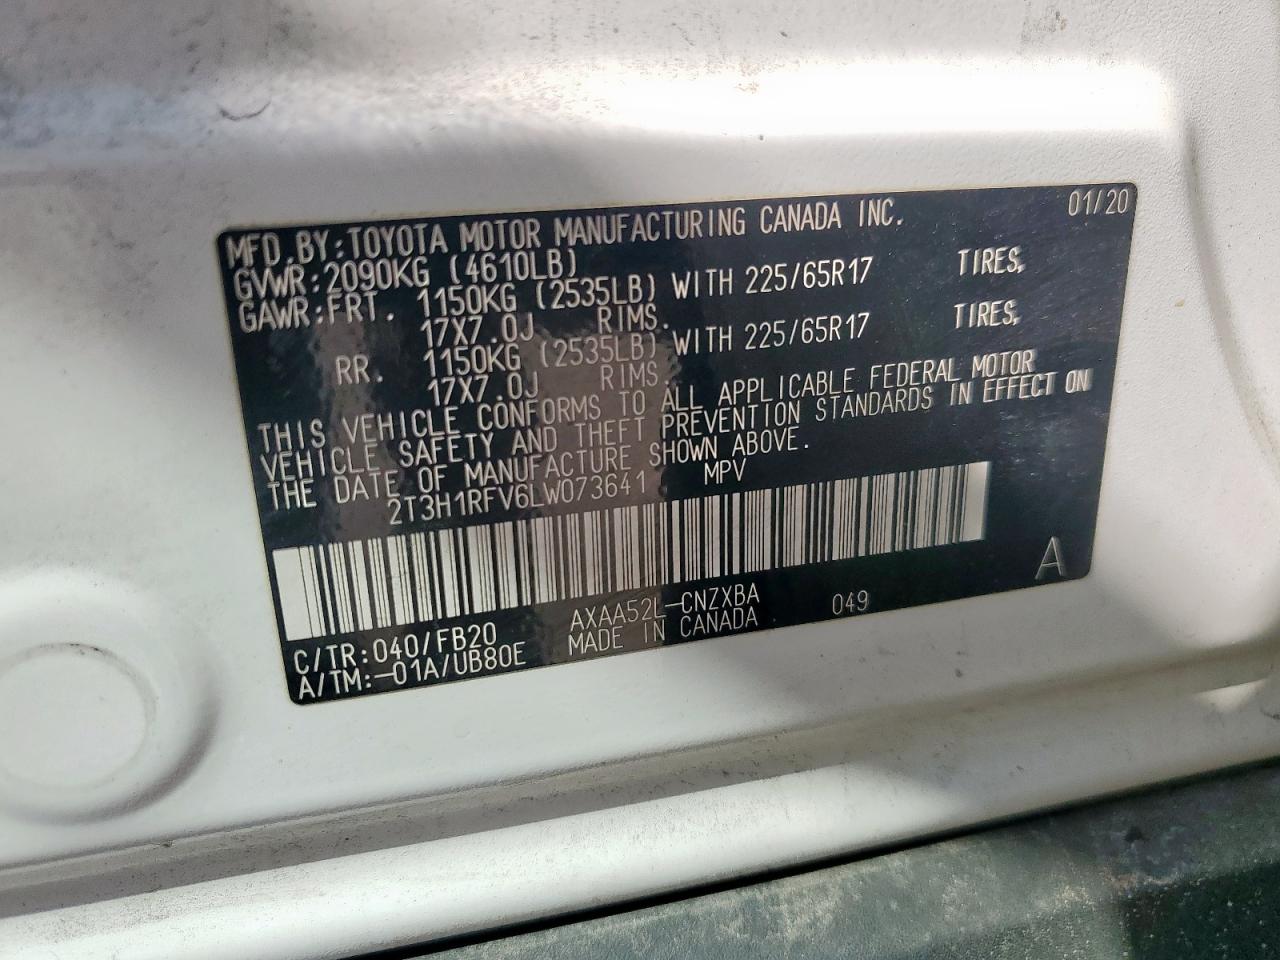 MFD.BY:TOYOTA MOTOR MANUFACTURING CANADA INC. 01/20
GVWR:2090KG (4610LB)
GAWR:FRT. 1150KG (2535LB) WITH 225/65R17 TIRES,
17X7.0J RIMS.
RR. 1150KG (2535LB) WITH 225/65R17 TIRES,
17X7.0J RIMS.
THIS VEHICLE CONFORMS TO ALL APPLICABLE FEDERAL MOTOR
VEHICLE SAFETY AND THEFT PREVENTION STANDARDS IN EFFECT ON
THE DATE OF MANUFACTURE SHOWN ABOVE.
2T3H1RFV6LW073641 MPV
A
C/TR:040/FB20 AXAA52L-CNZXBA 049
A/TM:-01A/UB80E MADE IN CANADA